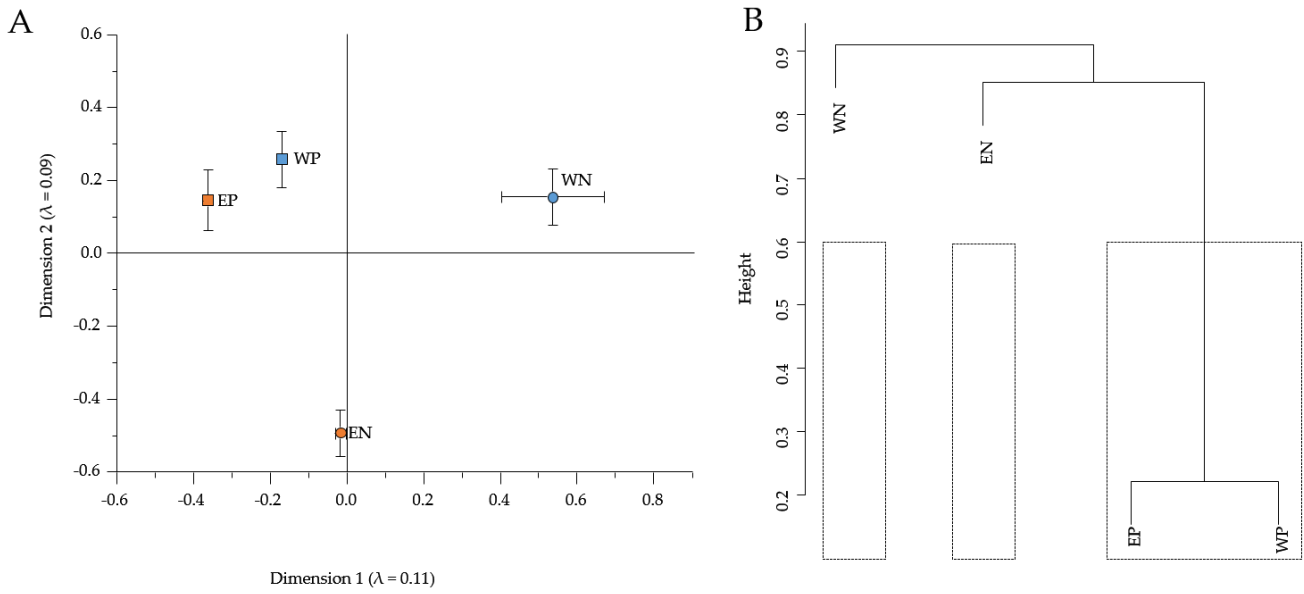 A
0.6
0.4
0.2
0.0
-0.2
-0.4
-0.6
Dimension 2 (λ = 0.09)
WP
EP
WN
EN
-0.6 -0.4 -0.2 0.0 0.2 0.4 0.6 0.8
Dimension 1 (λ = 0.11)
B
0.9
0.8
0.7
0.6
0.5
0.4
0.3
0.2
Height
WN
EN
EP
WP